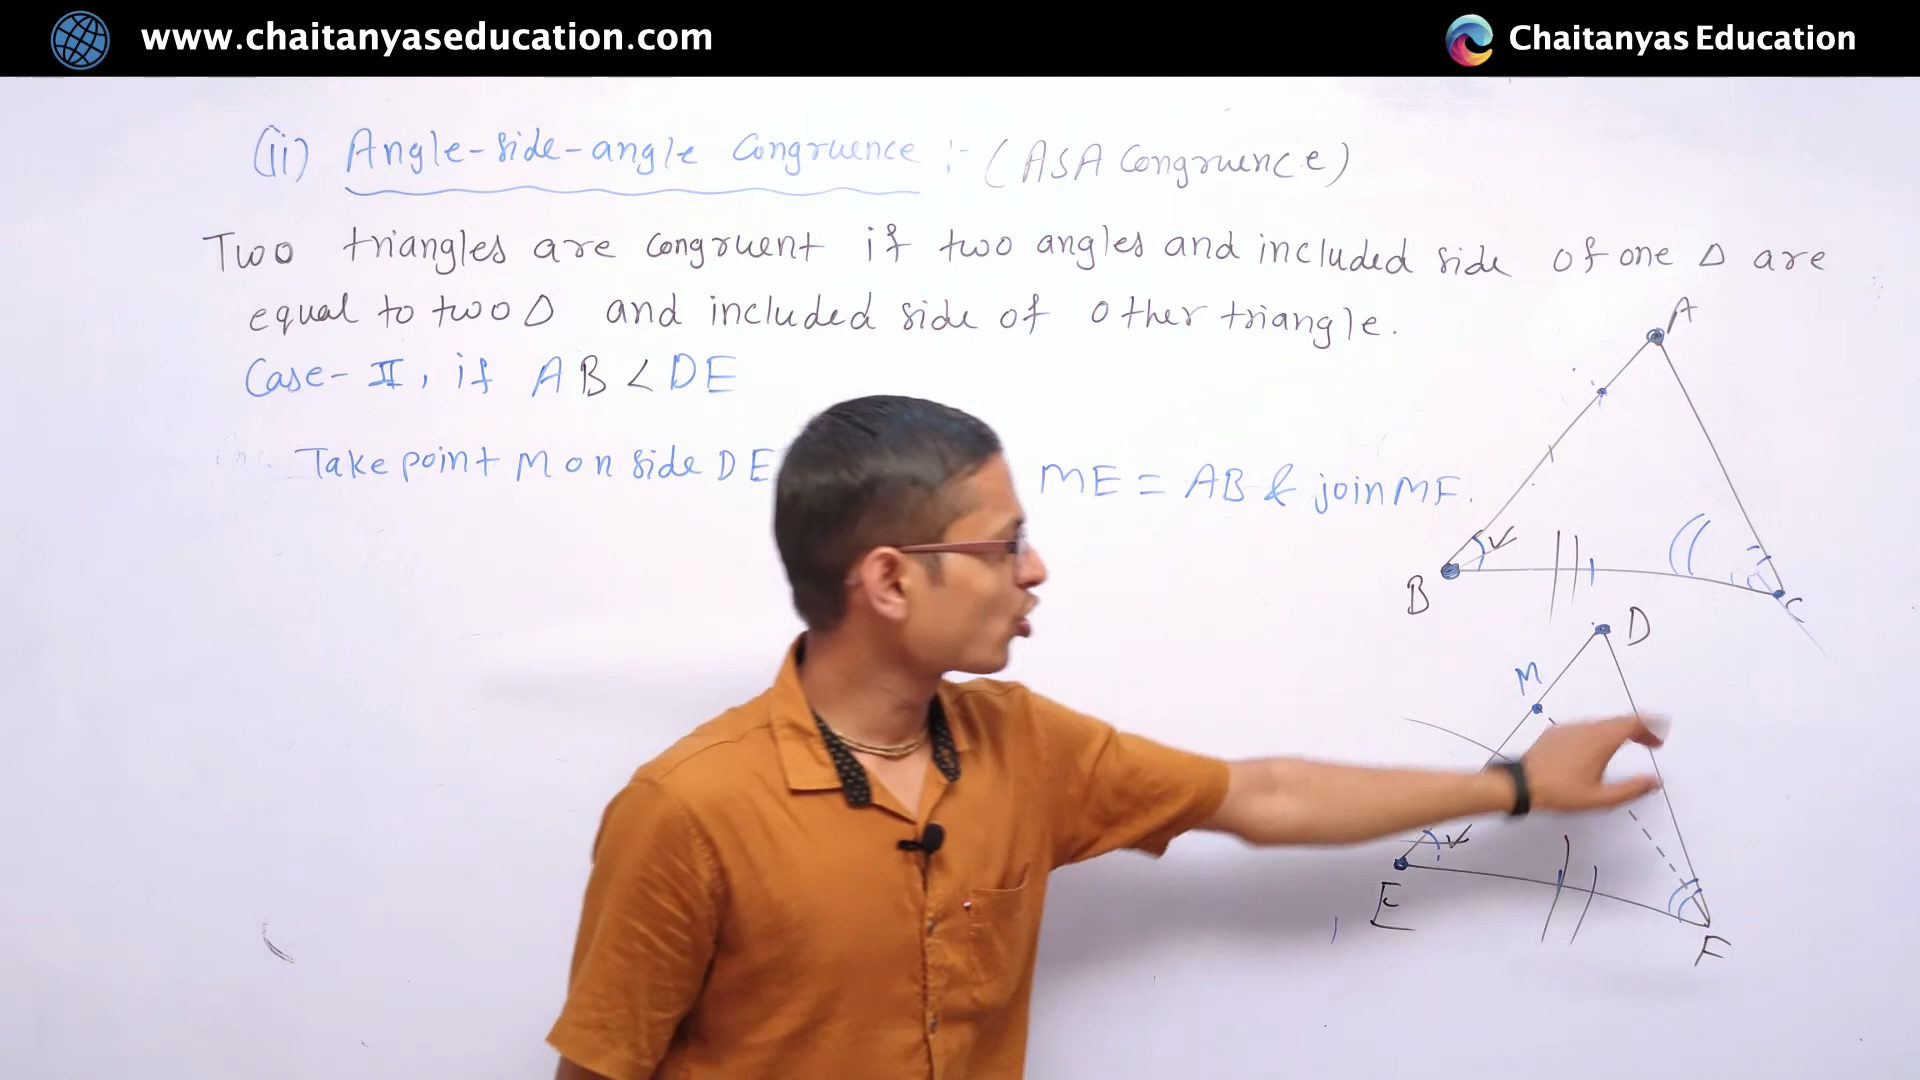 www.chaitanyaseducation.com
Chaitanyas Education
(ii) Angle-side-angle Congruence :- (ASA Congruence)
Two triangles are congruent if two angles and included side of one Δ are
equal to two Δ and included side of other triangle.
Case-II, if AB < DE
Take point M on side DE ME = AB & join MF.
A
B
C
D
M
E
F